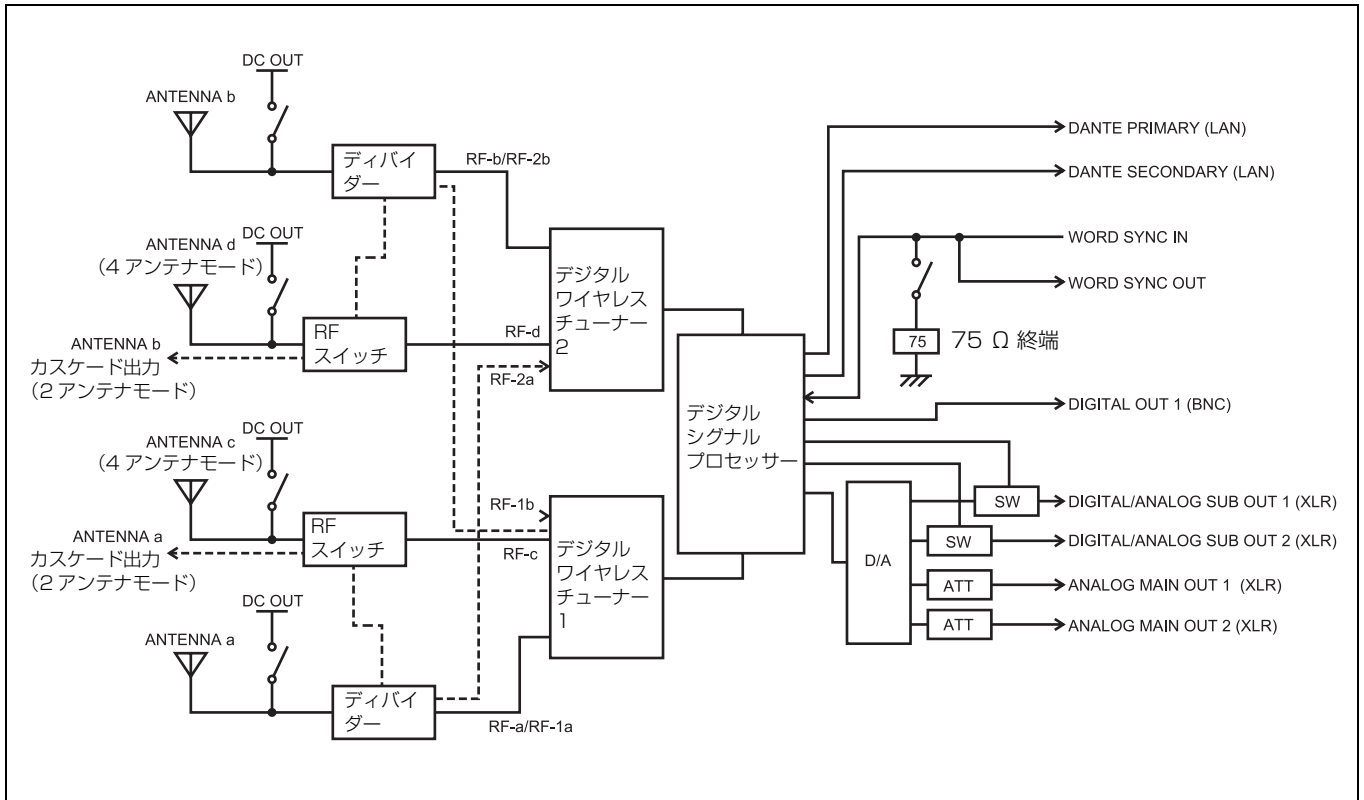 DC OUT
ANTENNA b
ディバイ
ダー
RF-b/RF-2b
ANTENNA d
(4 アンテナモード)
DC OUT
RF
スイッチ
RF-d
ANTENNA b
カスケード出力
(2 アンテナモード)
RF-2a
デジタル
ワイヤレス
チューナー
2
ANTENNA c
(4 アンテナモード)
DC OUT
RF
スイッチ
RF-1b
RF-c
ANTENNA a
カスケード出力
(2 アンテナモード)
デジタル
ワイヤレス
チューナー
1
DC OUT
ANTENNA a
ディバイ
ダー
RF-a/RF-1a
デジタル
シグナル
プロセッサー
DANTE PRIMARY (LAN)
DANTE SECONDARY (LAN)
WORD SYNC IN
WORD SYNC OUT
75
75 Ω 終端
DIGITAL OUT 1 (BNC)
D/A
SW
DIGITAL/ANALOG SUB OUT 1 (XLR)
SW
DIGITAL/ANALOG SUB OUT 2 (XLR)
ATT
ANALOG MAIN OUT 1 (XLR)
ATT
ANALOG MAIN OUT 2 (XLR)